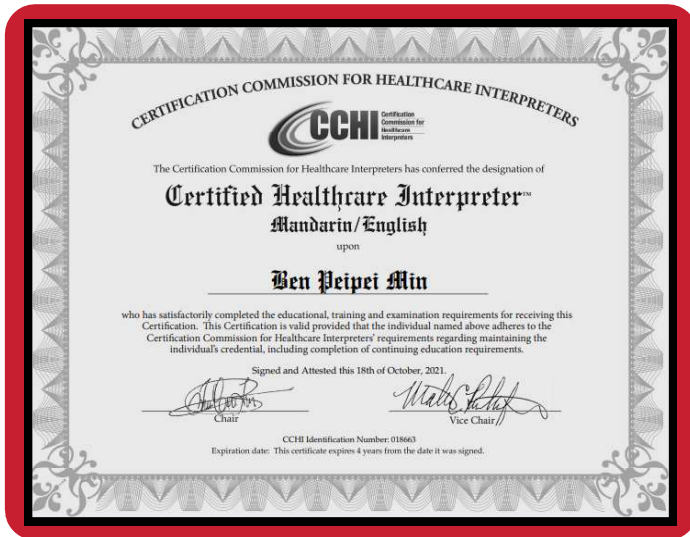 CERTIFICATION COMMISSION FOR HEALTHCARE INTERPRETERS
CCHI
Certification
Commission for
Healthcare
Interpreters
The Certification Commission for Healthcare Interpreters has conferred the designation of
Certified Healthcare Interpreter™
Mandarin/English
upon
Ben Peipei Min
who has satisfactorily completed the educational, training and examination requirements for receiving this
Certification. This Certification is valid provided that the individual named above adheres to the
Certification Commission for Healthcare Interpreters' requirements regarding maintaining the
individual's credential, including completion of continuing education requirements.
Signed and Attested this 18th of October, 2021.
Chair
Vice Chair
CCHI Identification Number: 018663
Expiration date: This certificate expires 4 years from the date it was signed.